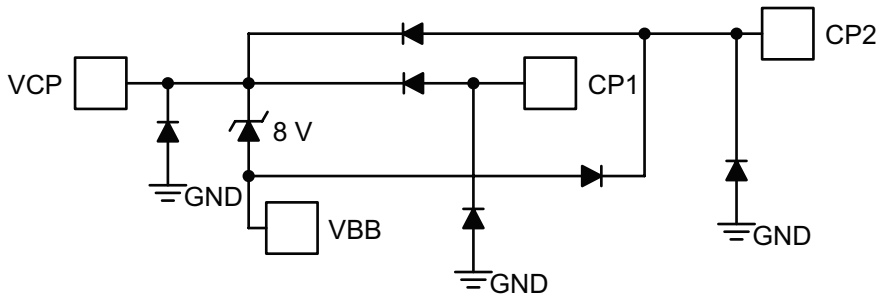 CP2
VCP
CP1
8 V
GND
VBB
GND
GND